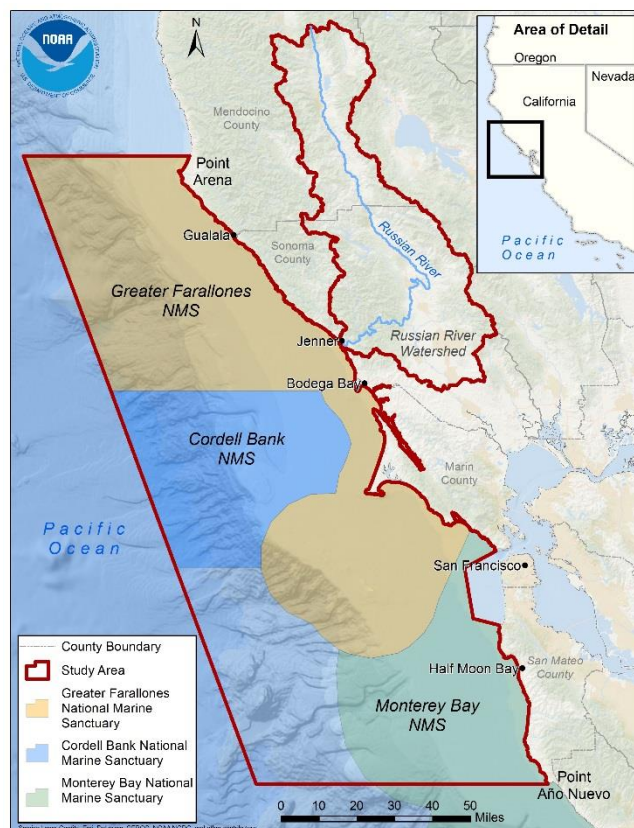 NOAA
N
Area of Detail
Oregon
Nevada
California
Pacific
Ocean
Mendocino
County
Point
Arena
Gualala
Sonoma
County
Russian River
Greater Farallones
NMS
Jenner
Russian River
Watershed
Bodega Bay
Cordell Bank
NMS
Marin
County
Pacific
Ocean
San Francisco
Half Moon Bay
San Mateo
County
Monterey Bay
NMS
Point
Año Nuevo
County Boundary
Study Area
Greater Farallones
National Marine
Sanctuary
Cordell Bank National
Marine Sanctuary
Monterey Bay National
Marine Sanctuary
0 10 20 30 40 50
Miles